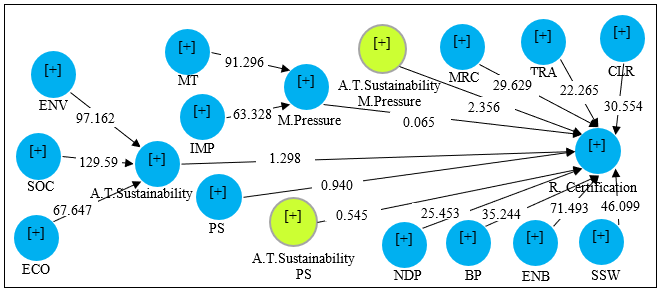 [+]
ENV
97.162
[+]
SOC
129.59
[+]
ECO
67.647
[+]
A.T.Sustainability
[+]
MT
91.296
[+]
IMP
63.328
[+]
M.Pressure
0.065
1.298
[+]
PS
0.940
[+]
A.T.Sustainability
PS
0.545
[+]
A.T.Sustainability
M.Pressure
2.356
[+]
MRC
29.629
[+]
TRA
22.265
[+]
CLR
30.554
[+]
R. Certification
[+]
NDP
25.453
[+]
BP
35.244
[+]
ENB
71.493
[+]
SSW
46.099